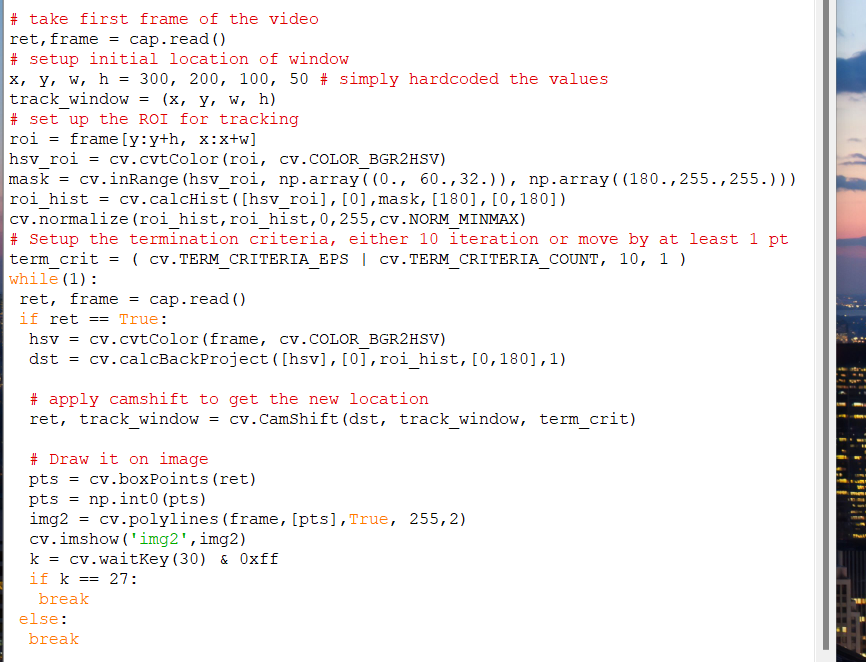 # take first frame of the video
ret,frame = cap.read()
# setup initial location of window
x, y, w, h = 300, 200, 100, 50 # simply hardcoded the values
track_window = (x, y, w, h)
# set up the ROI for tracking
roi = frame[y:y+h, x:x+w]
hsv_roi = cv.cvtColor(roi, cv.COLOR_BGR2HSV)
mask = cv.inRange(hsv_roi, np.array((0., 60.,32.)), np.array((180.,255.,255.)))
roi_hist = cv.calcHist([hsv_roi],[0],mask,[180],[0,180])
cv.normalize(roi_hist,roi_hist,0,255,cv.NORM_MINMAX)
# Setup the termination criteria, either 10 iteration or move by at least 1 pt
term_crit = ( cv.TERM_CRITERIA_EPS | cv.TERM_CRITERIA_COUNT, 10, 1 )
while(1):
 ret, frame = cap.read()
 if ret == True:
  hsv = cv.cvtColor(frame, cv.COLOR_BGR2HSV)
  dst = cv.calcBackProject([hsv],[0],roi_hist,[0,180],1)

  # apply camshift to get the new location
  ret, track_window = cv.CamShift(dst, track_window, term_crit)

  # Draw it on image
  pts = cv.boxPoints(ret)
  pts = np.int0(pts)
  img2 = cv.polylines(frame,[pts],True, 255,2)
  cv.imshow('img2',img2)
  k = cv.waitKey(30) & 0xff
  if k == 27:
   break
 else:
  break